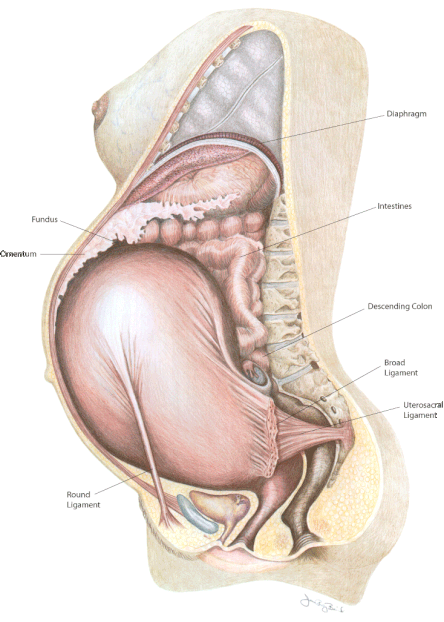 Diaphragm
Intestines
Fundus
Omentum
Descending Colon
Broad
Ligament
Uterosacral
Ligament
Round
Ligament